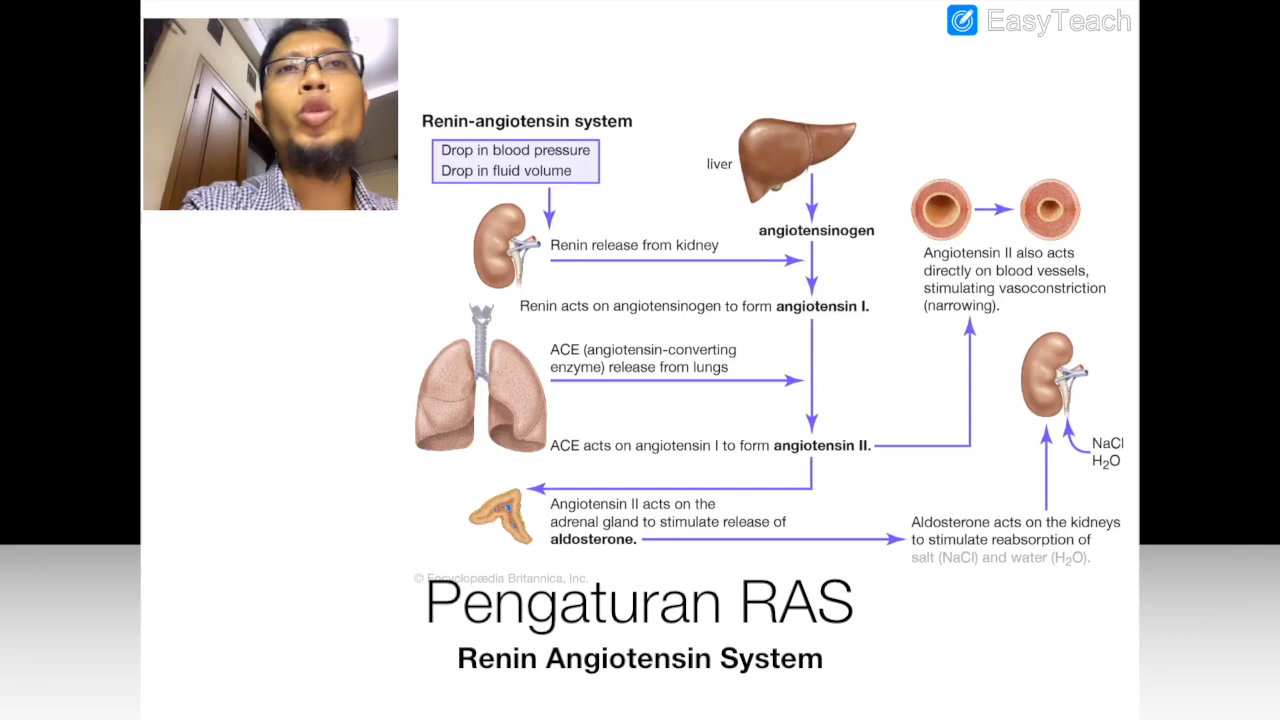 EasyTeach
Renin-angiotensin system
Drop in blood pressure
Drop in fluid volume
liver
angiotensinogen
Renin release from kidney
Renin acts on angiotensinogen to form angiotensin I.
Angiotensin II also acts
directly on blood vessels,
stimulating vasoconstriction
(narrowing).
ACE (angiotensin-converting
enzyme) release from lungs
ACE acts on angiotensin I to form angiotensin II.
NaCl
H₂O
Angiotensin II acts on the
adrenal gland to stimulate release of
aldosterone.
Aldosterone acts on the kidneys
to stimulate reabsorption of
salt (NaCl) and water (H₂O).
© Encyclopædia Britannica, Inc.
Pengaturan RAS
Renin Angiotensin System